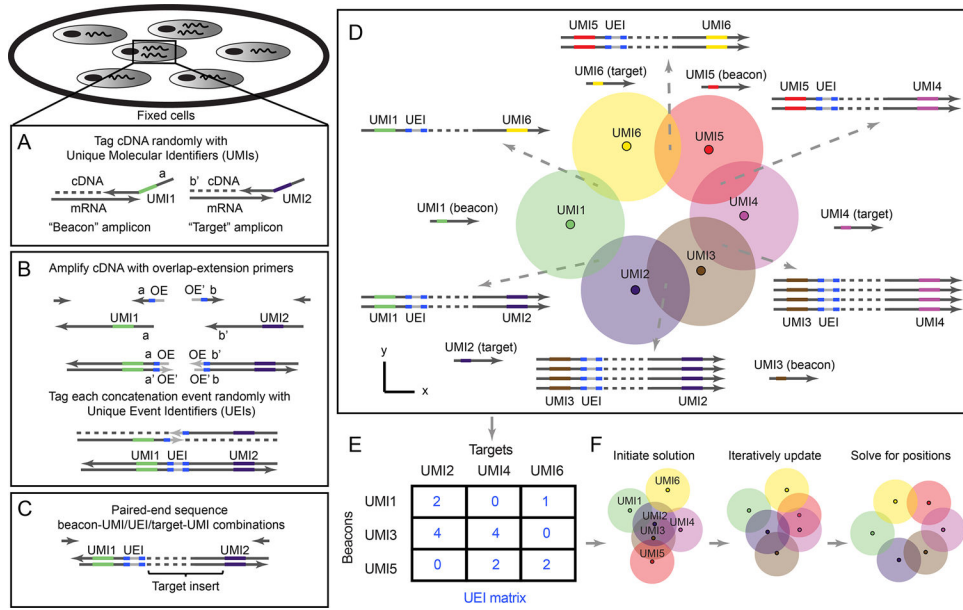 Fixed cells
A
Tag cDNA randomly with
Unique Molecular Identifiers (UMIs)
a
b'
cDNA
cDNA
UMI1
UMI2
mRNA
mRNA
"Beacon" amplicon
"Target" amplicon
B
Amplify cDNA with overlap-extension primers
a OE
OE' b
UMI1
a
b'
UMI2
a OE
OE b'
a' OE'
OE' b
Tag each concatenation event randomly with
Unique Event Identifiers (UEIs)
UMI1 UEI UMI2
C
Paired-end sequence
beacon-UMI/UEI/target-UMI combinations
UMI1 UEI UMI2
Target insert
D
UMI5 UEI UMI6
UMI6 (target)
UMI5 (beacon)
UMI5 UEI UMI4
UMI1 UEI UMI6
UMI6
UMI5
UMI4
UMI1
UMI3
UMI2
UMI1 (beacon)
UMI4 (target)
UMI1 UEI UMI2
UMI3 UEI UMI4
UMI2 (target)
UMI3 (beacon)
UMI3 UEI UMI2
y
x
E
Targets
UMI2 UMI4 UMI6
Beacons
UMI1 2 0 1
UMI3 4 4 0
UMI5 0 2 2
UEI matrix
F
Initiate solution
Iteratively update
Solve for positions
UMI6
UMI1
UMI2
UMI3
UMI4
UMI5